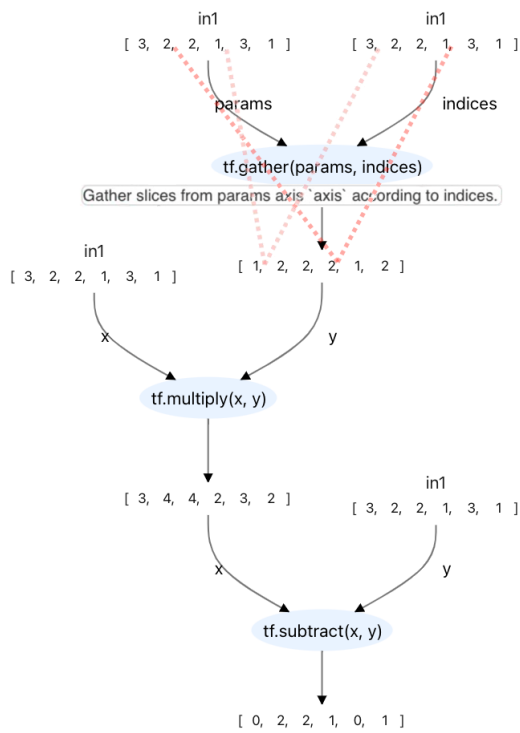 in1 in1
[ 3, 2, 2, 1, 3, 1 ] [ 3, 2, 2, 1, 3, 1 ]
params indices
tf.gather(params, indices)
Gather slices from params axis `axis` according to indices.
in1
[ 3, 2, 2, 1, 3, 1 ] [ 1, 2, 2, 2, 1, 2 ]
x y
tf.multiply(x, y)
in1
[ 3, 4, 4, 2, 3, 2 ] [ 3, 2, 2, 1, 3, 1 ]
x y
tf.subtract(x, y)
[ 0, 2, 2, 1, 0, 1 ]